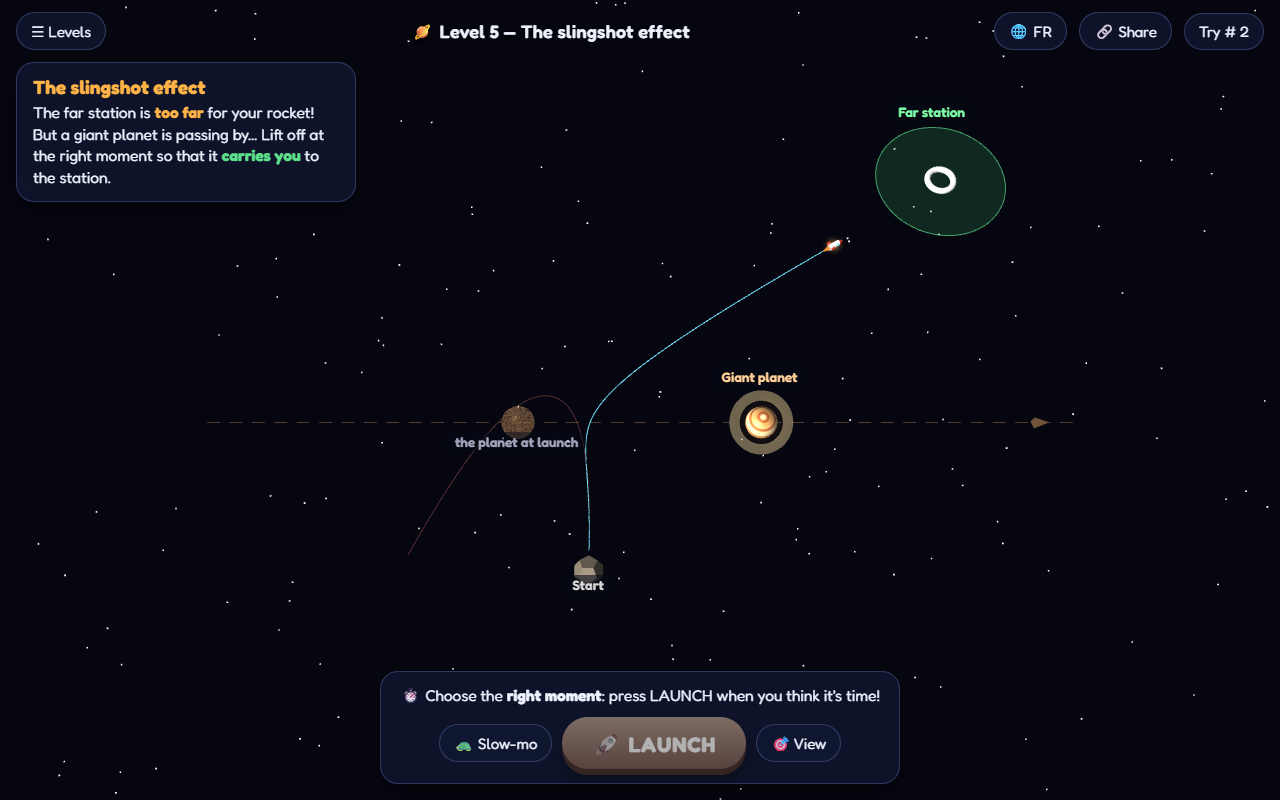 ☰ Levels
🪐 Level 5 — The slingshot effect
🌐 FR
🔗 Share
Try # 2
The slingshot effect
The far station is too far for your rocket!
But a giant planet is passing by... Lift off at
the right moment so that it carries you to
the station.
Far station
Giant planet
the planet at launch
Start
⏱️ Choose the right moment: press LAUNCH when you think it's time!
🐢 Slow-mo
🚀 LAUNCH
🎯 View